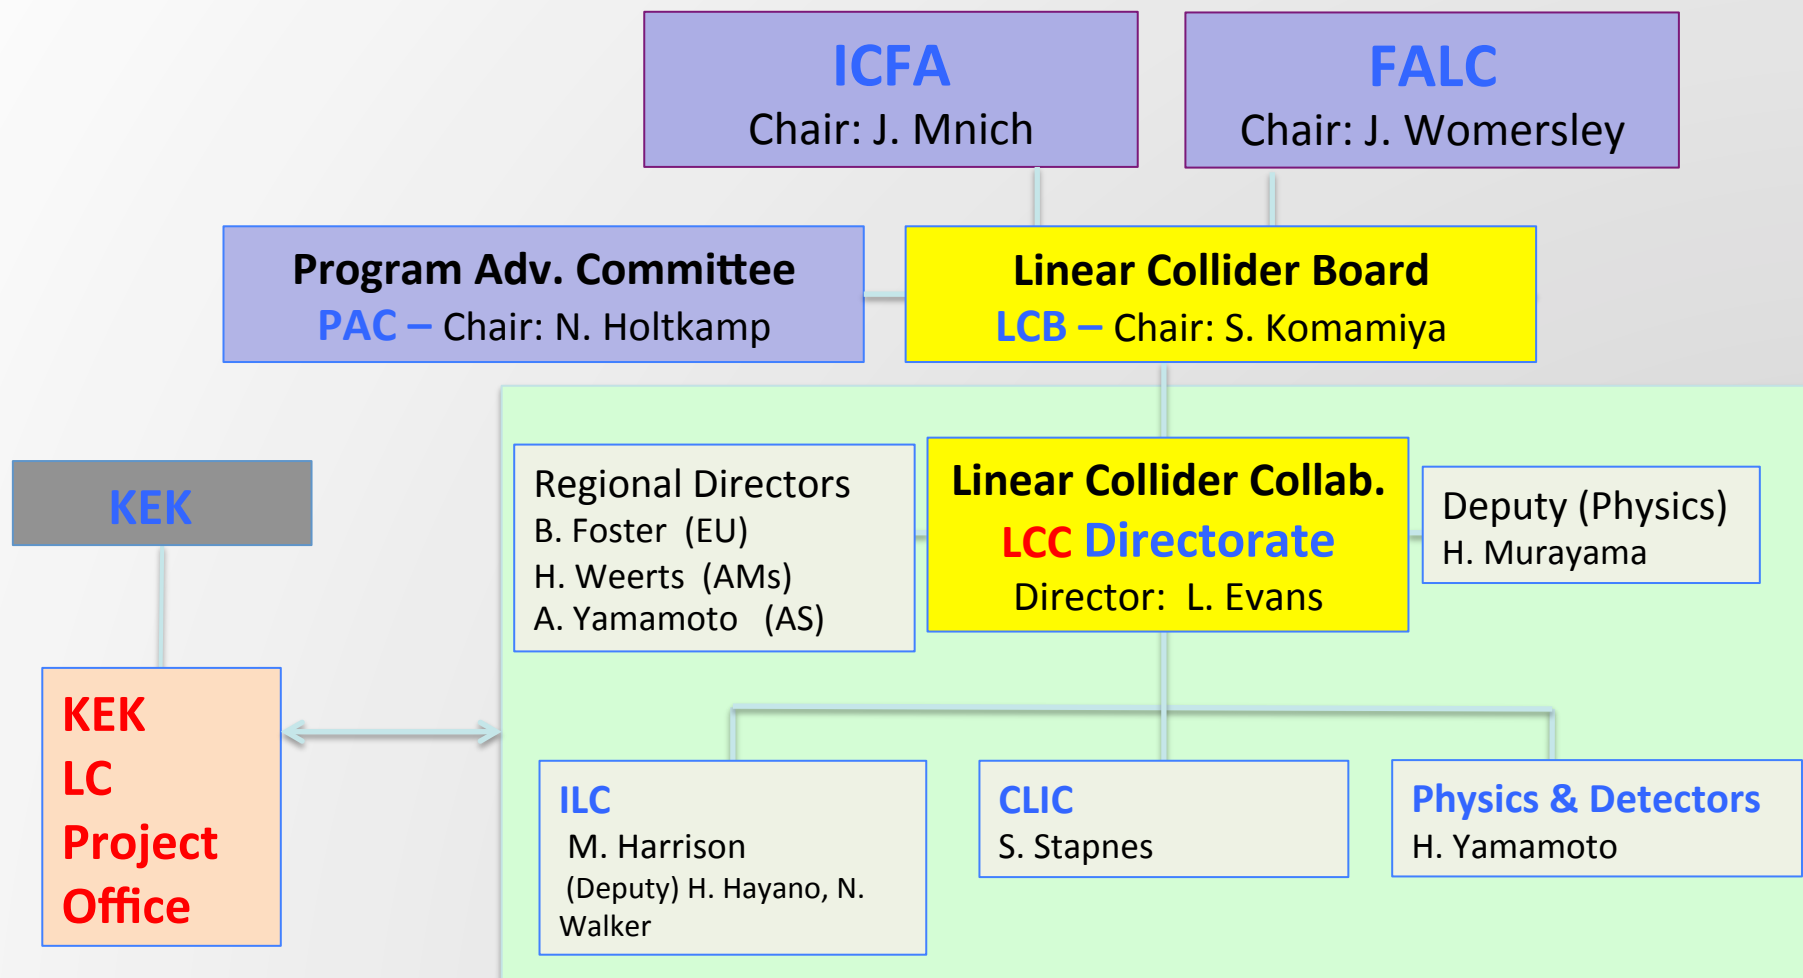 ICFA
Chair: J. Mnich
FALC
Chair: J. Womersley
Program Adv. Committee
PAC – Chair: N. Holtkamp
Linear Collider Board
LCB – Chair: S. Komamiya
KEK
Regional Directors
B. Foster (EU)
H. Weerts (AMs)
A. Yamamoto (AS)
Linear Collider Collab.
LCC Directorate
Director: L. Evans
Deputy (Physics)
H. Murayama
KEK
LC
Project
Office
ILC
M. Harrison
(Deputy) H. Hayano, N.
Walker
CLIC
S. Stapnes
Physics & Detectors
H. Yamamoto